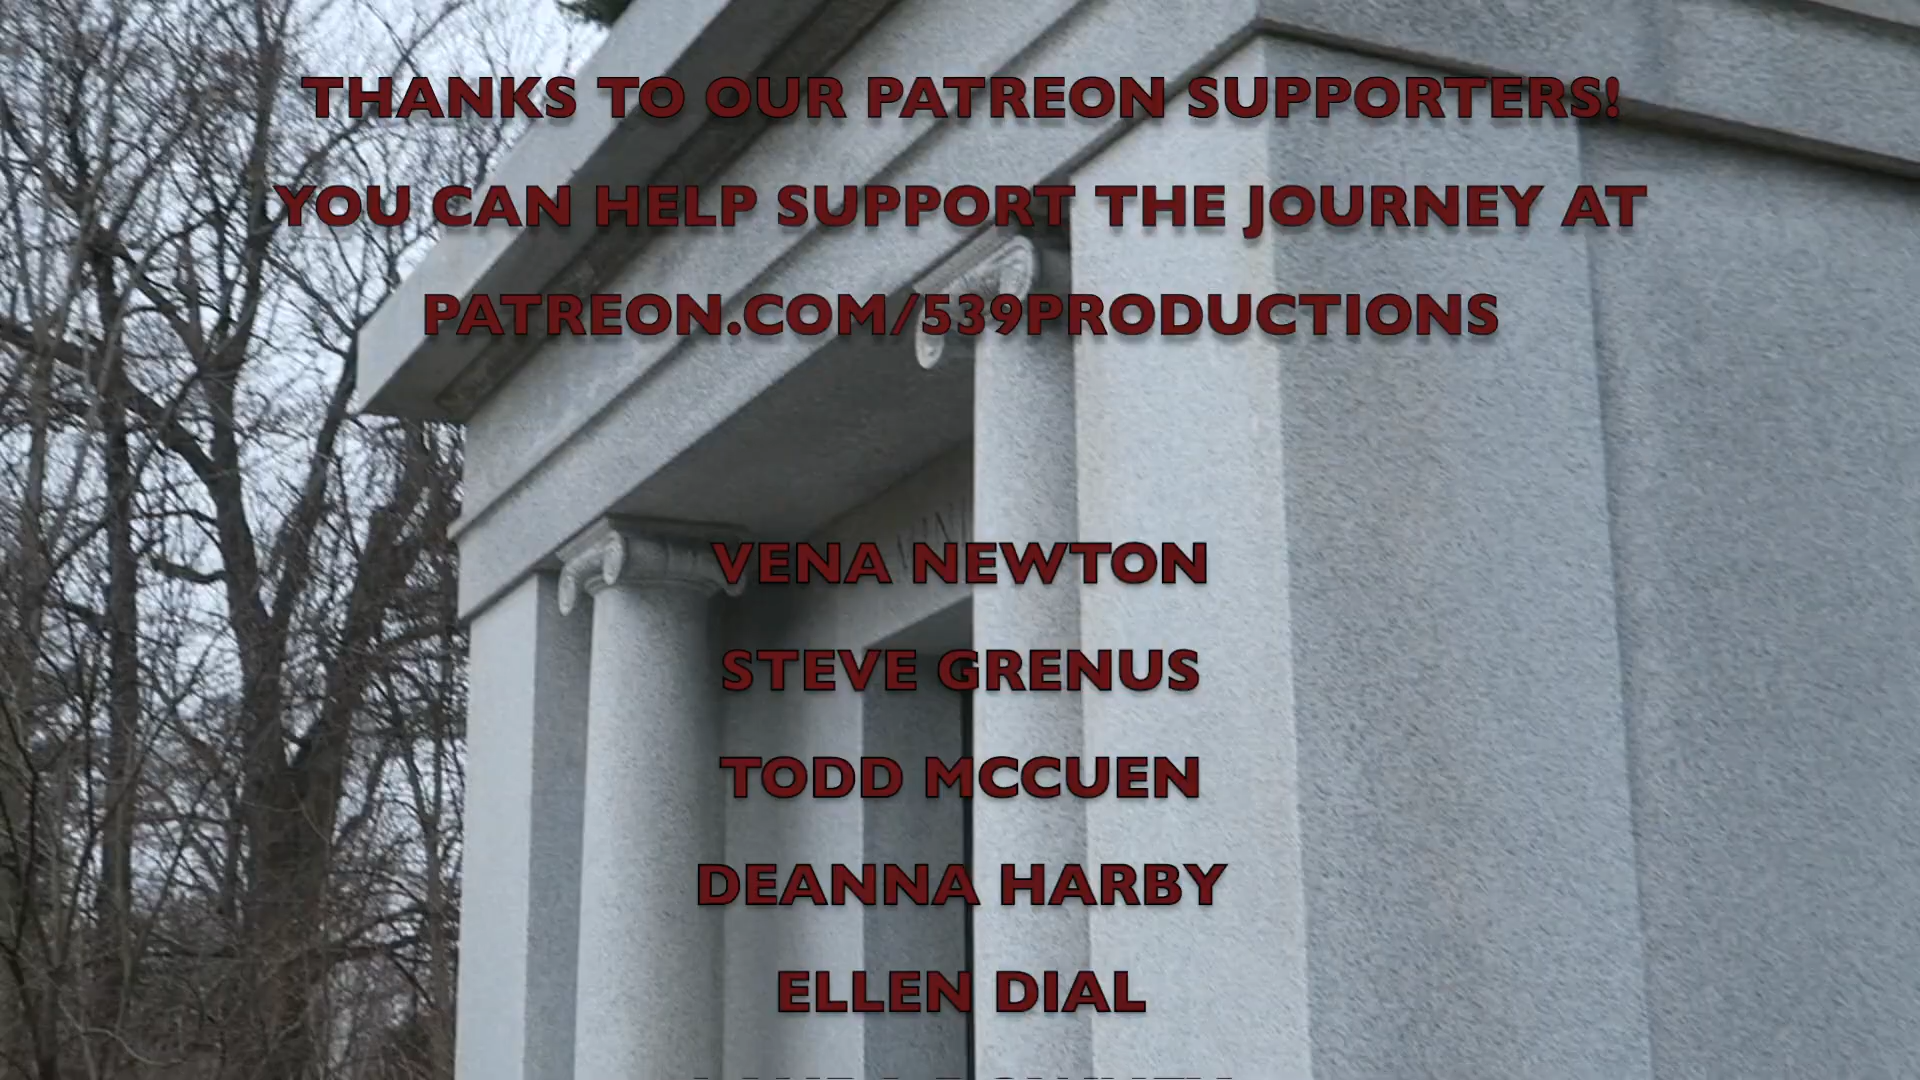 THANKS TO OUR PATREON SUPPORTERS!
YOU CAN HELP SUPPORT THE JOURNEY AT
PATREON.COM/539PRODUCTIONS
VENA NEWTON
STEVE GRENUS
TODD MCCUEN
DEANNA HARBY
ELLEN DIAL